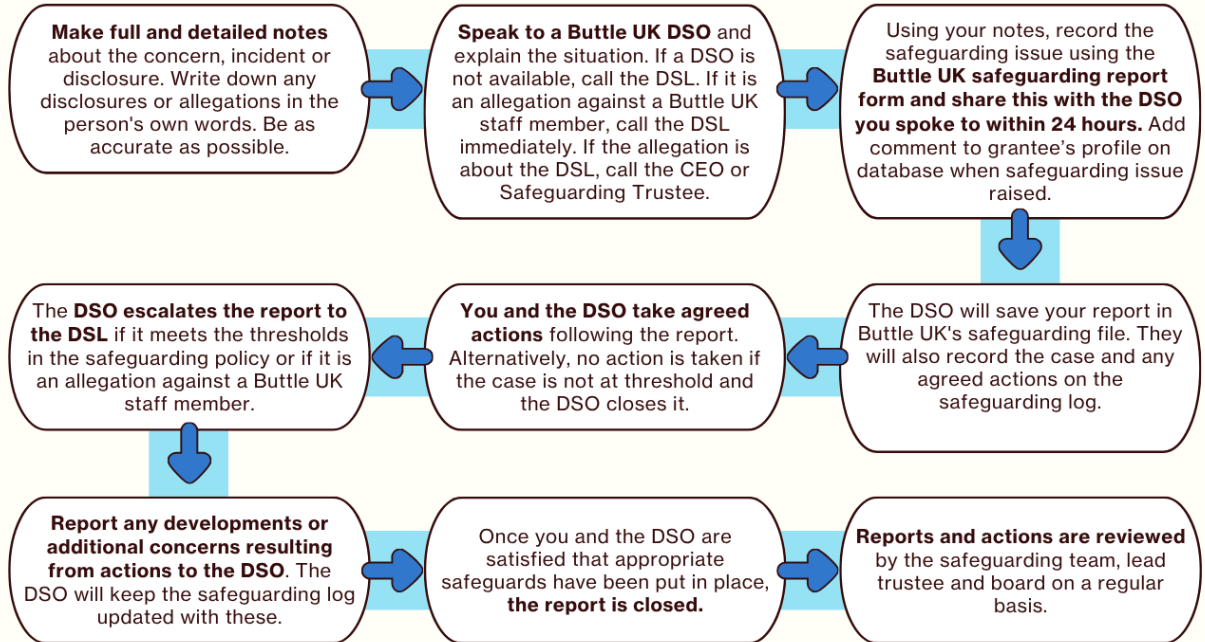 Make full and detailed notes
about the concern, incident or
disclosure. Write down any
disclosures or allegations in the
person's own words. Be as
accurate as possible.
Speak to a Buttle UK DSO and
explain the situation. If a DSO is
not available, call the DSL. If it is
an allegation against a Buttle UK
staff member, call the DSL
immediately. If the allegation is
about the DSL, call the CEO or
Safeguarding Trustee.
Using your notes, record the
safeguarding issue using the
Buttle UK safeguarding report
form and share this with the DSO
you spoke to within 24 hours. Add
comment to grantee's profile on
database when safeguarding issue
raised.
The DSO will save your report in
Buttle UK's safeguarding file. They
will also record the case and any
agreed actions on the
safeguarding log.
You and the DSO take agreed
actions following the report.
Alternatively, no action is taken if
the case is not at threshold and
the DSO closes it.
The DSO escalates the report to
the DSL if it meets the thresholds
in the safeguarding policy or if it is
an allegation against a Buttle UK
staff member.
Report any developments or
additional concerns resulting
from actions to the DSO. The
DSO will keep the safeguarding log
updated with these.
Once you and the DSO are
satisfied that appropriate
safeguards have been put in place,
the report is closed.
Reports and actions are reviewed
by the safeguarding team, lead
trustee and board on a regular
basis.